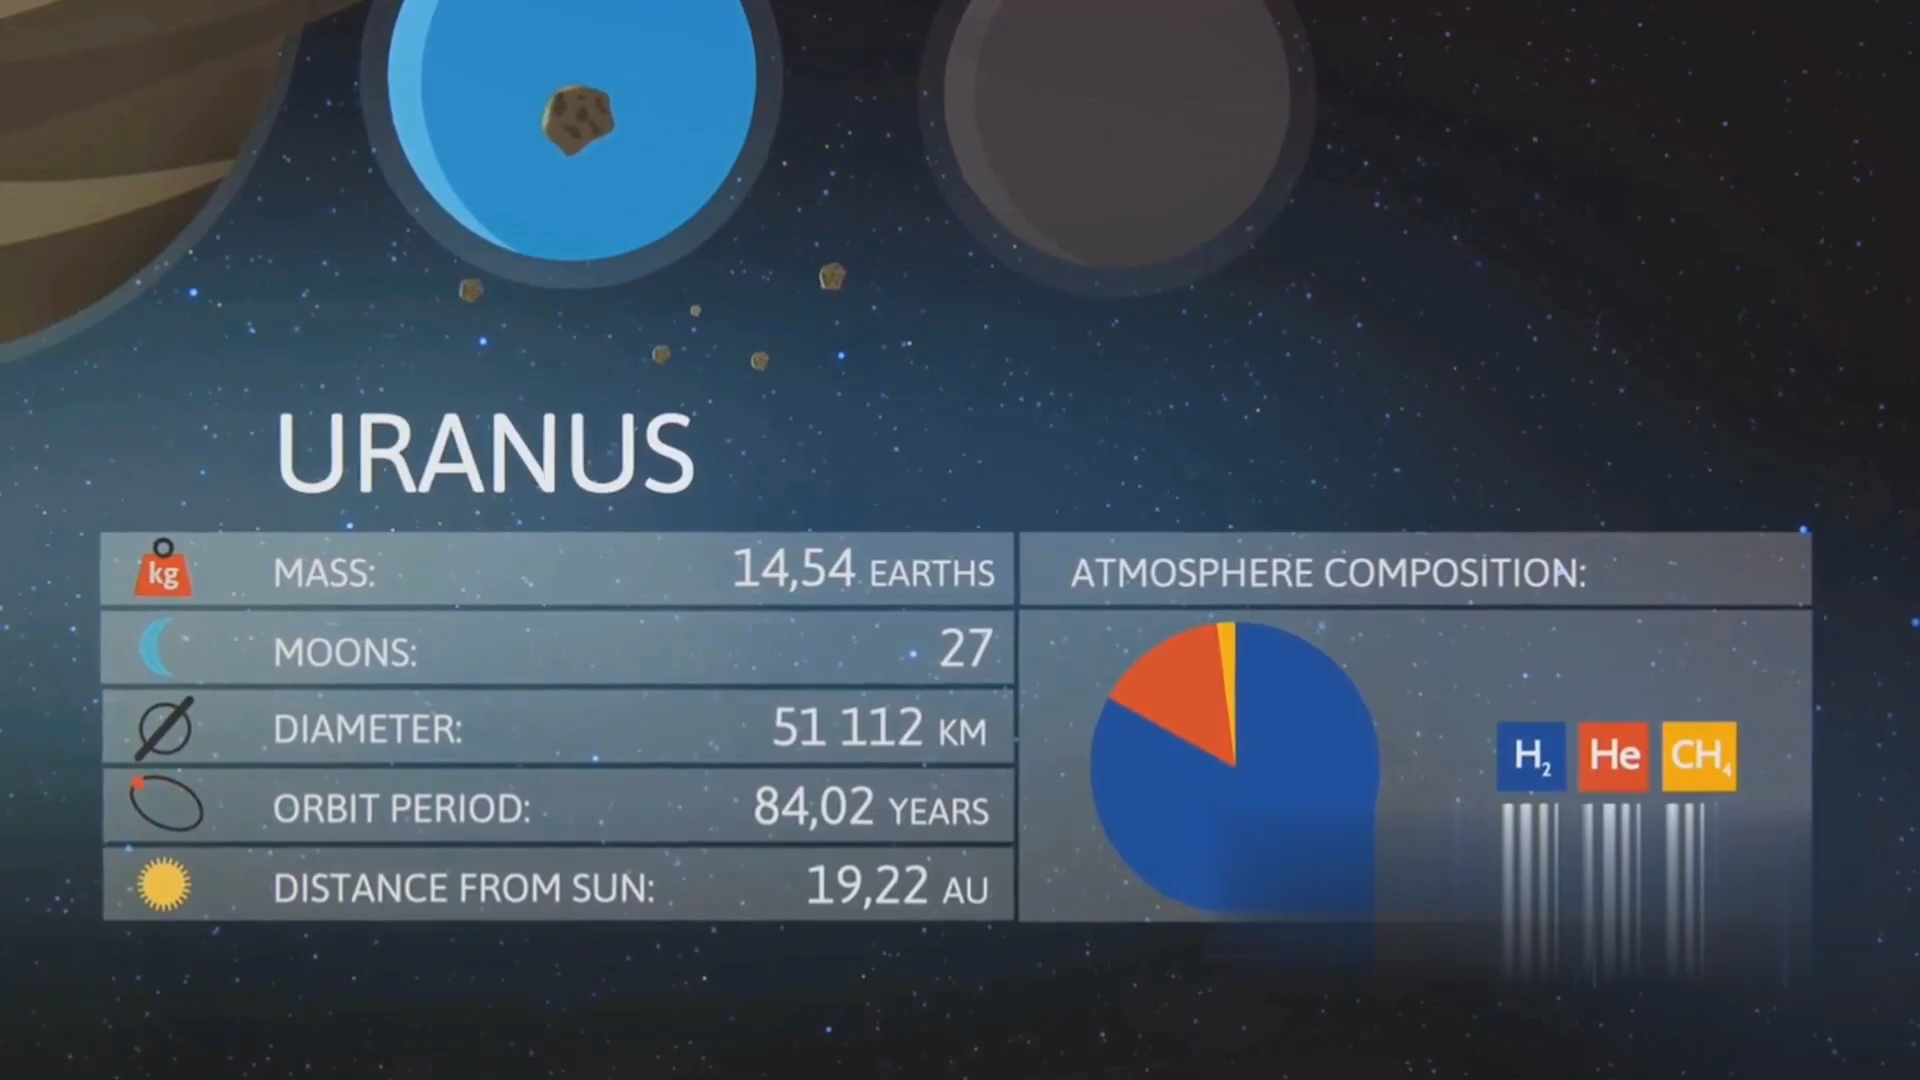 URANUS
kg MASS: 14,54 EARTHS
MOONS: 27
DIAMETER: 51 112 KM
ORBIT PERIOD: 84,02 YEARS
DISTANCE FROM SUN: 19,22 AU
ATMOSPHERE COMPOSITION:
H₂ He CH₄